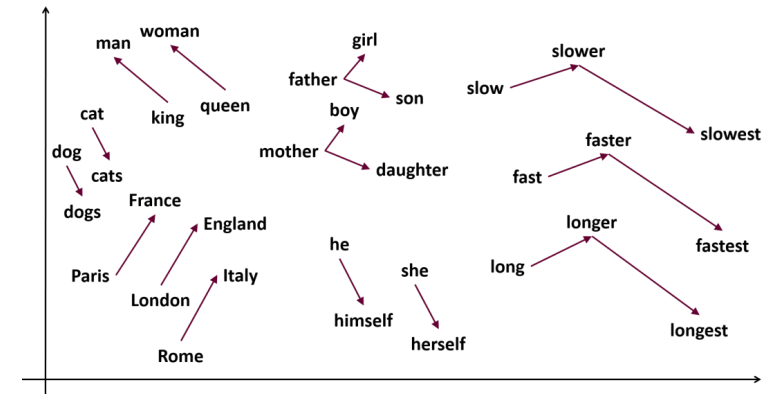 man
woman
king
queen
cat
cats
dog
dogs
France
Paris
England
London
Italy
Rome
father
girl
son
mother
boy
daughter
he
himself
she
herself
slow
slower
slowest
fast
faster
fastest
long
longer
longest